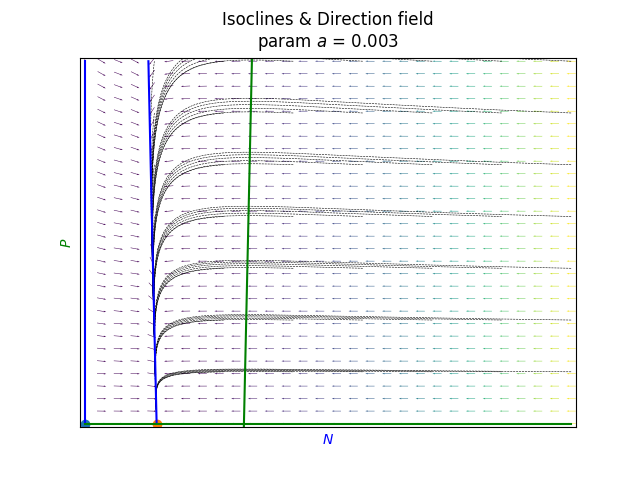 Isoclines & Direction field
param a = 0.003
P
N